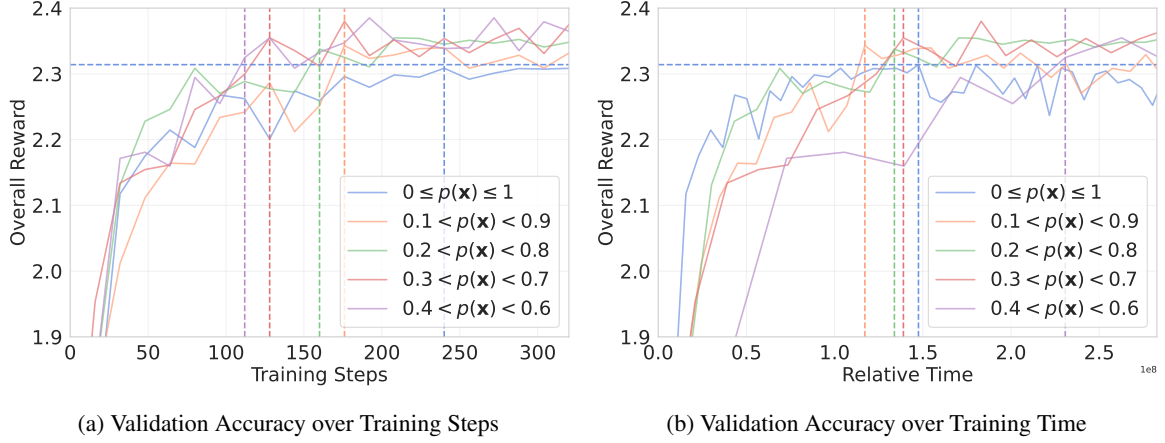 2.4
2.3
2.2
2.1
2.0
1.9
Overall Reward
0 50 100 150 200 250 300
Training Steps
0 ≤ p(x) ≤ 1
0.1 < p(x) < 0.9
0.2 < p(x) < 0.8
0.3 < p(x) < 0.7
0.4 < p(x) < 0.6
(a) Validation Accuracy over Training Steps
2.4
2.3
2.2
2.1
2.0
1.9
Overall Reward
0.0 0.5 1.0 1.5 2.0 2.5
1e8
Relative Time
0 ≤ p(x) ≤ 1
0.1 < p(x) < 0.9
0.2 < p(x) < 0.8
0.3 < p(x) < 0.7
0.4 < p(x) < 0.6
(b) Validation Accuracy over Training Time